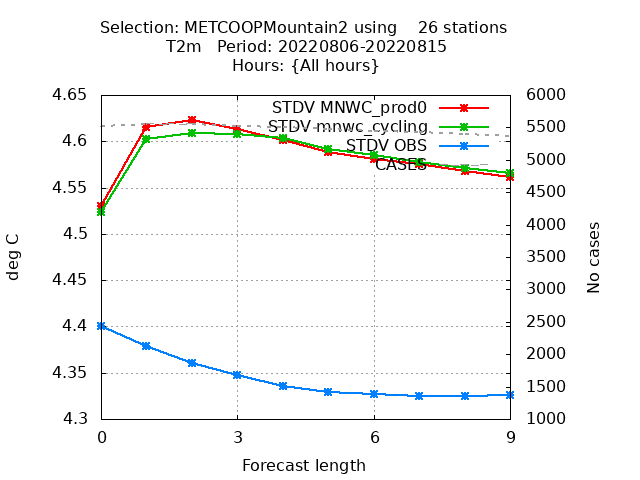 Selection: METCOOPMountain2 using    26 stations
T2m   Period: 20220806-20220815
Hours: {All hours}
STDV MNWC_prod0
STDV mnwc_cycling
STDV OBS
CASES
4.65
4.6
4.55
4.5
4.45
4.4
4.35
4.3
deg C
6000
5500
5000
4500
4000
3500
3000
2500
2000
1500
1000
No cases
0 3 6 9
Forecast length